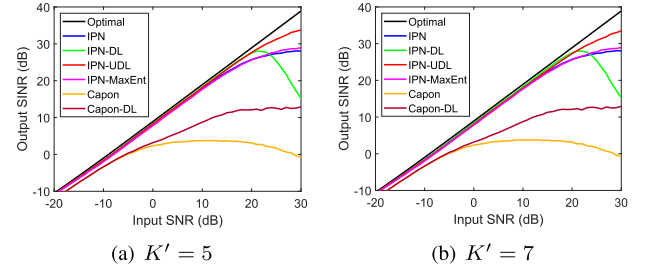 40
30
20
10
0
-10
Output SINR (dB)
Optimal
IPN
IPN-DL
IPN-UDL
IPN-MaxEnt
Capon
Capon-DL
-20 -10 0 10 20 30
Input SNR (dB)
(a) K′ = 5
40
30
20
10
0
-10
Output SINR (dB)
Optimal
IPN
IPN-DL
IPN-UDL
IPN-MaxEnt
Capon
Capon-DL
-20 -10 0 10 20 30
Input SNR (dB)
(b) K′ = 7